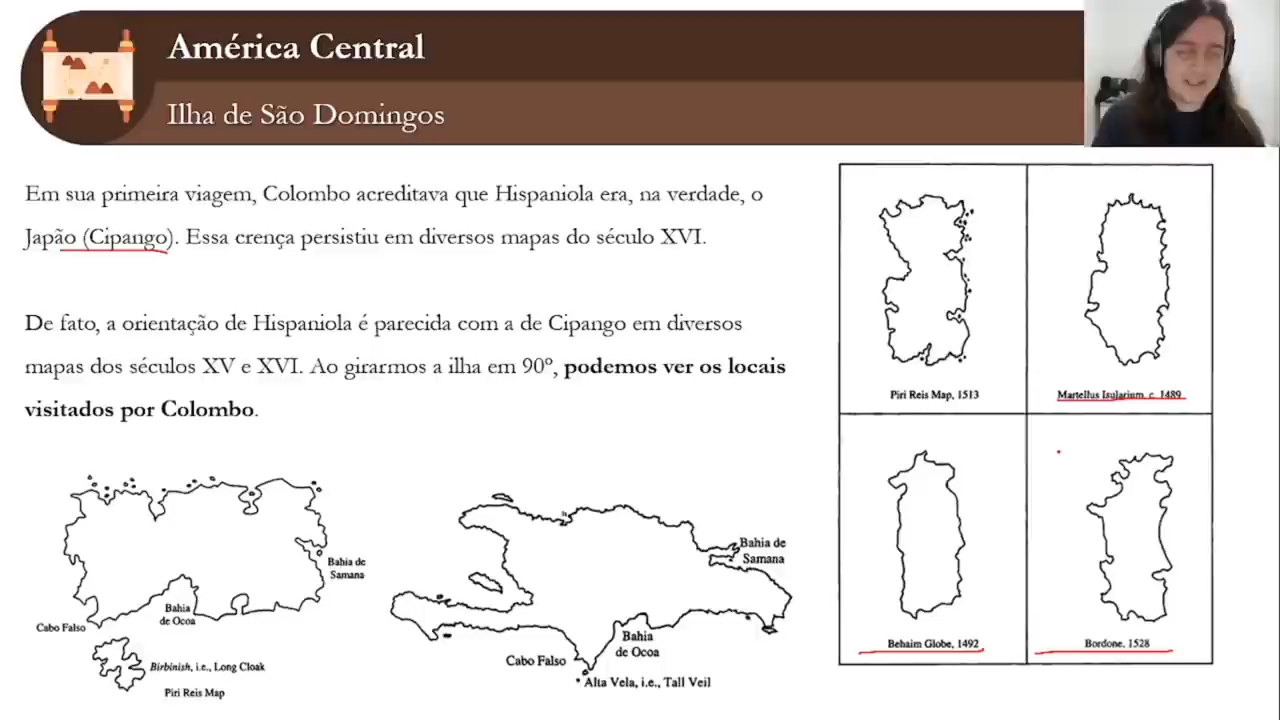 América Central
Ilha de São Domingos
Em sua primeira viagem, Colombo acreditava que Hispaniola era, na verdade, o
Japão (Cipango). Essa crença persistiu em diversos mapas do século XVI.
De fato, a orientação de Hispaniola é parecida com a de Cipango em diversos
mapas dos séculos XV e XVI. Ao girarmos a ilha em 90º, podemos ver os locais
visitados por Colombo.
Piri Reis Map, 1513
Martellus Isularium, c. 1489
Behaim Globe, 1492
Bordone, 1528
Bahia de
Samana
Bahia
de Ocoa
Cabo Falso
Birbinish, i.e., Long Cloak
Piri Reis Map
Bahia de
Samana
Bahia
de Ocoa
Cabo Falso
Alta Vela, i.e., Tall Veil